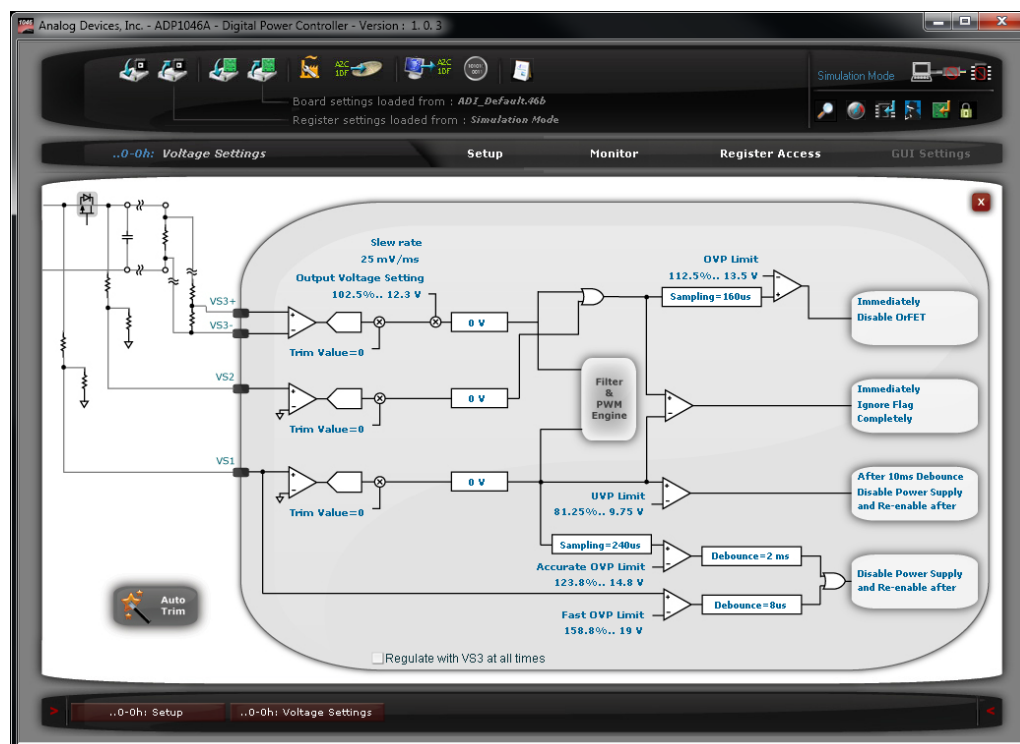 Analog Devices, Inc. - ADP1046A - Digital Power Controller - Version : 1. 0. 3
1046
A2C
1DF
A2C
1DF
10101
0011
Simulation Mode
Board settings loaded from : ADI_Default.46b
Register settings loaded from : Simulation Mode
..0-0h: Voltage Settings
Setup
Monitor
Register Access
GUI Settings
x
Slew rate
25 mV/ms
Output Voltage Setting
102.5%.. 12.3 V
OVP Limit
112.5%.. 13.5 V
Sampling=160us
Immediately
Disable OrFET
VS3+
VS3-
0 V
Trim Value=0
VS2
0 V
Trim Value=0
Filter
&
PWM
Engine
Immediately
Ignore Flag
Completely
VS1
0 V
Trim Value=0
UVP Limit
81.25%.. 9.75 V
After 10ms Debounce
Disable Power Supply
and Re-enable after
Sampling=240us
Debounce=2 ms
Accurate OVP Limit
123.8%.. 14.8 V
Disable Power Supply
and Re-enable after
Debounce=8us
Fast OVP Limit
158.8%.. 19 V
Auto
Trim
Regulate with VS3 at all times
> ..0-0h: Setup
..0-0h: Voltage Settings
<